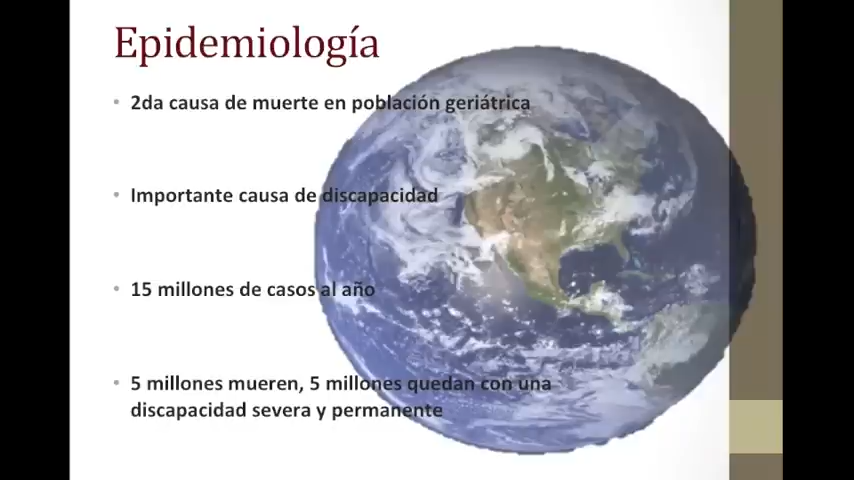 Epidemiología
• 2da causa de muerte en población geriátrica
• Importante causa de discapacidad
• 15 millones de casos al año
• 5 millones mueren, 5 millones quedan con una
discapacidad severa y permanente